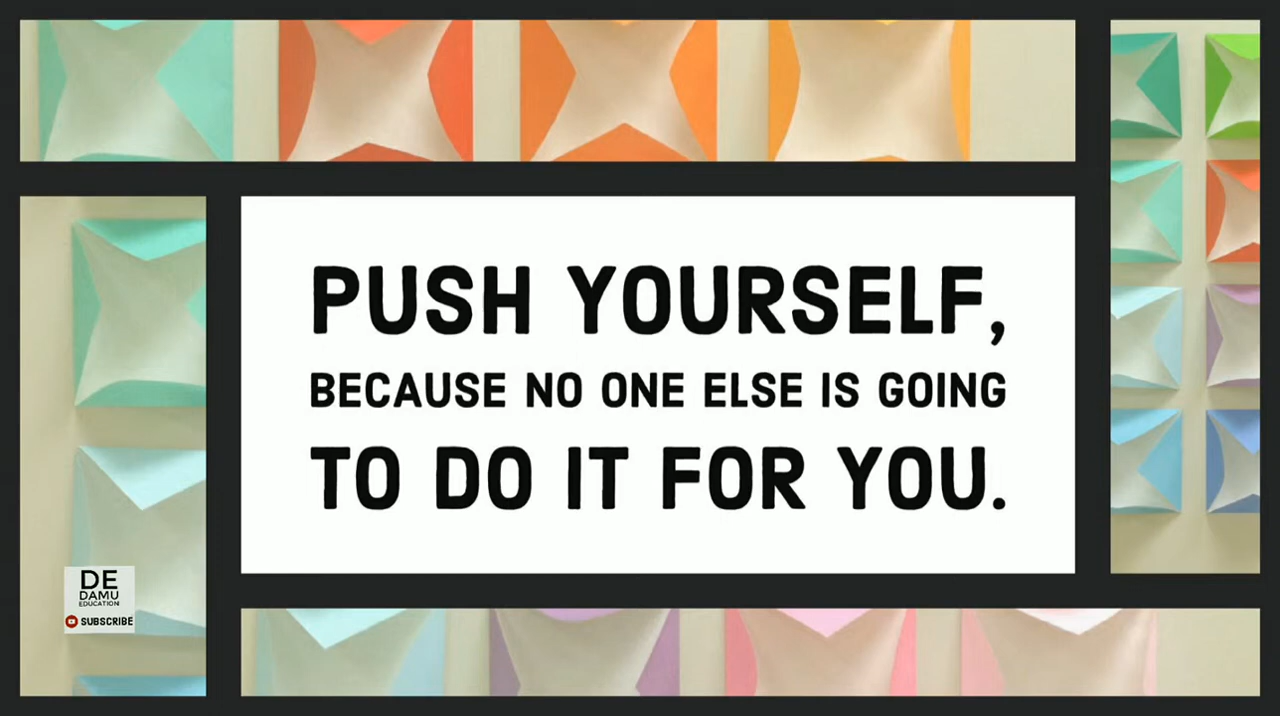 PUSH YOURSELF,
BECAUSE NO ONE ELSE IS GOING
TO DO IT FOR YOU.
DE
DAMU
EDUCATION
SUBSCRIBE